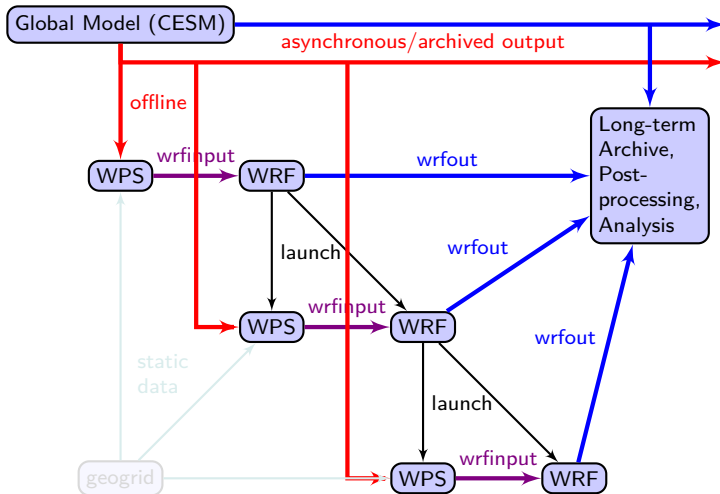 Global Model (CESM)
asynchronous/archived output
offline
wrfinput
WPS
WRF
wrfout
Long-term
Archive,
Post-
processing,
Analysis
launch
wrfout
wrfinput
WPS
WRF
wrfout
static
data
launch
wrfinput
geogrid
WPS
WRF